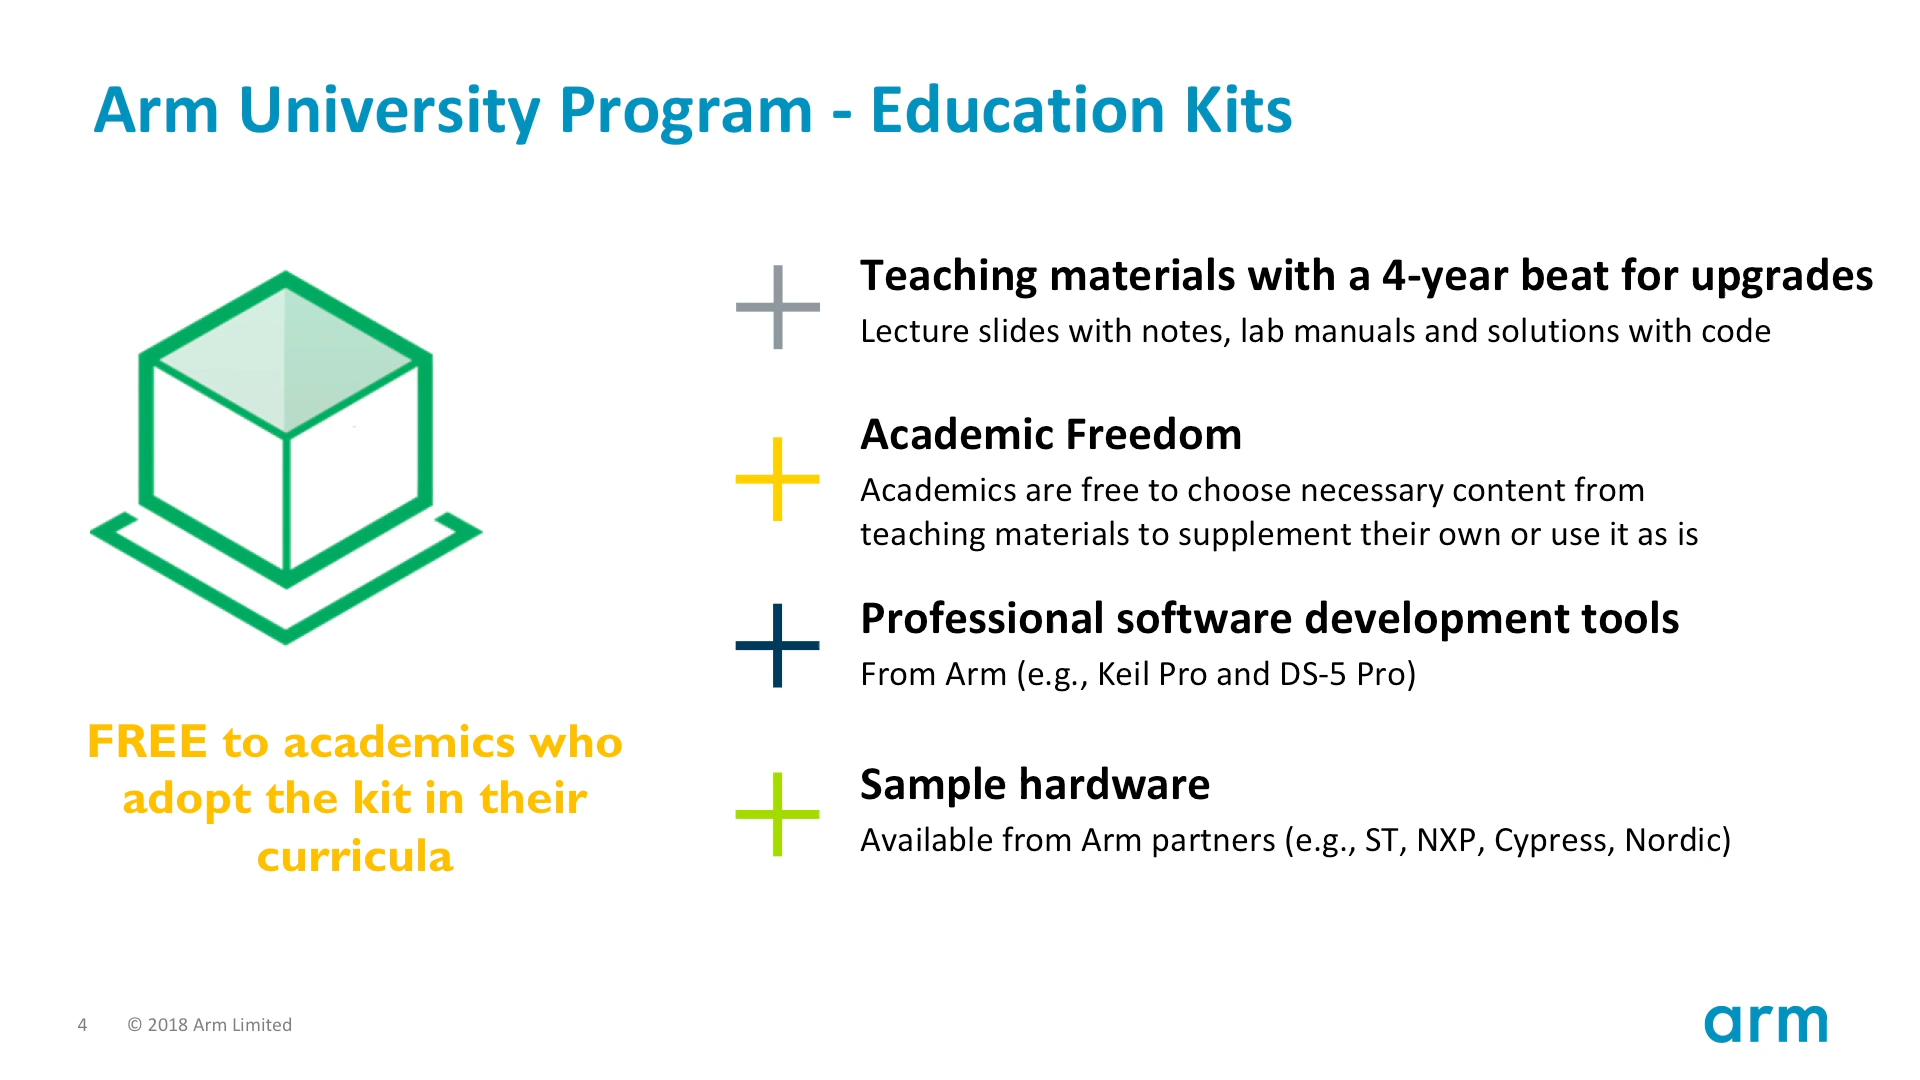 Arm University Program - Education Kits
Teaching materials with a 4-year beat for upgrades
Lecture slides with notes, lab manuals and solutions with code
Academic Freedom
Academics are free to choose necessary content from
teaching materials to supplement their own or use it as is
Professional software development tools
From Arm (e.g., Keil Pro and DS-5 Pro)
Sample hardware
Available from Arm partners (e.g., ST, NXP, Cypress, Nordic)
FREE to academics who
adopt the kit in their
curricula
4 © 2018 Arm Limited
arm